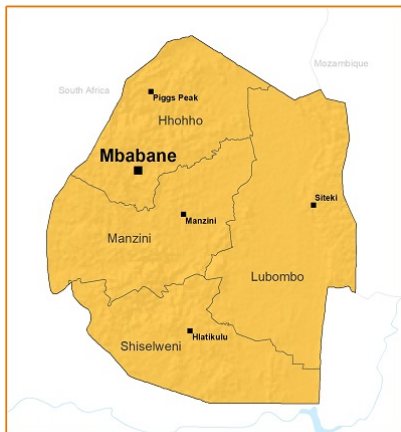 Mozambique
South Africa
Piggs Peak
Hhohho
Mbabane
Siteki
Manzini
Manzini
Lubombo
Hlatikulu
Shiselweni